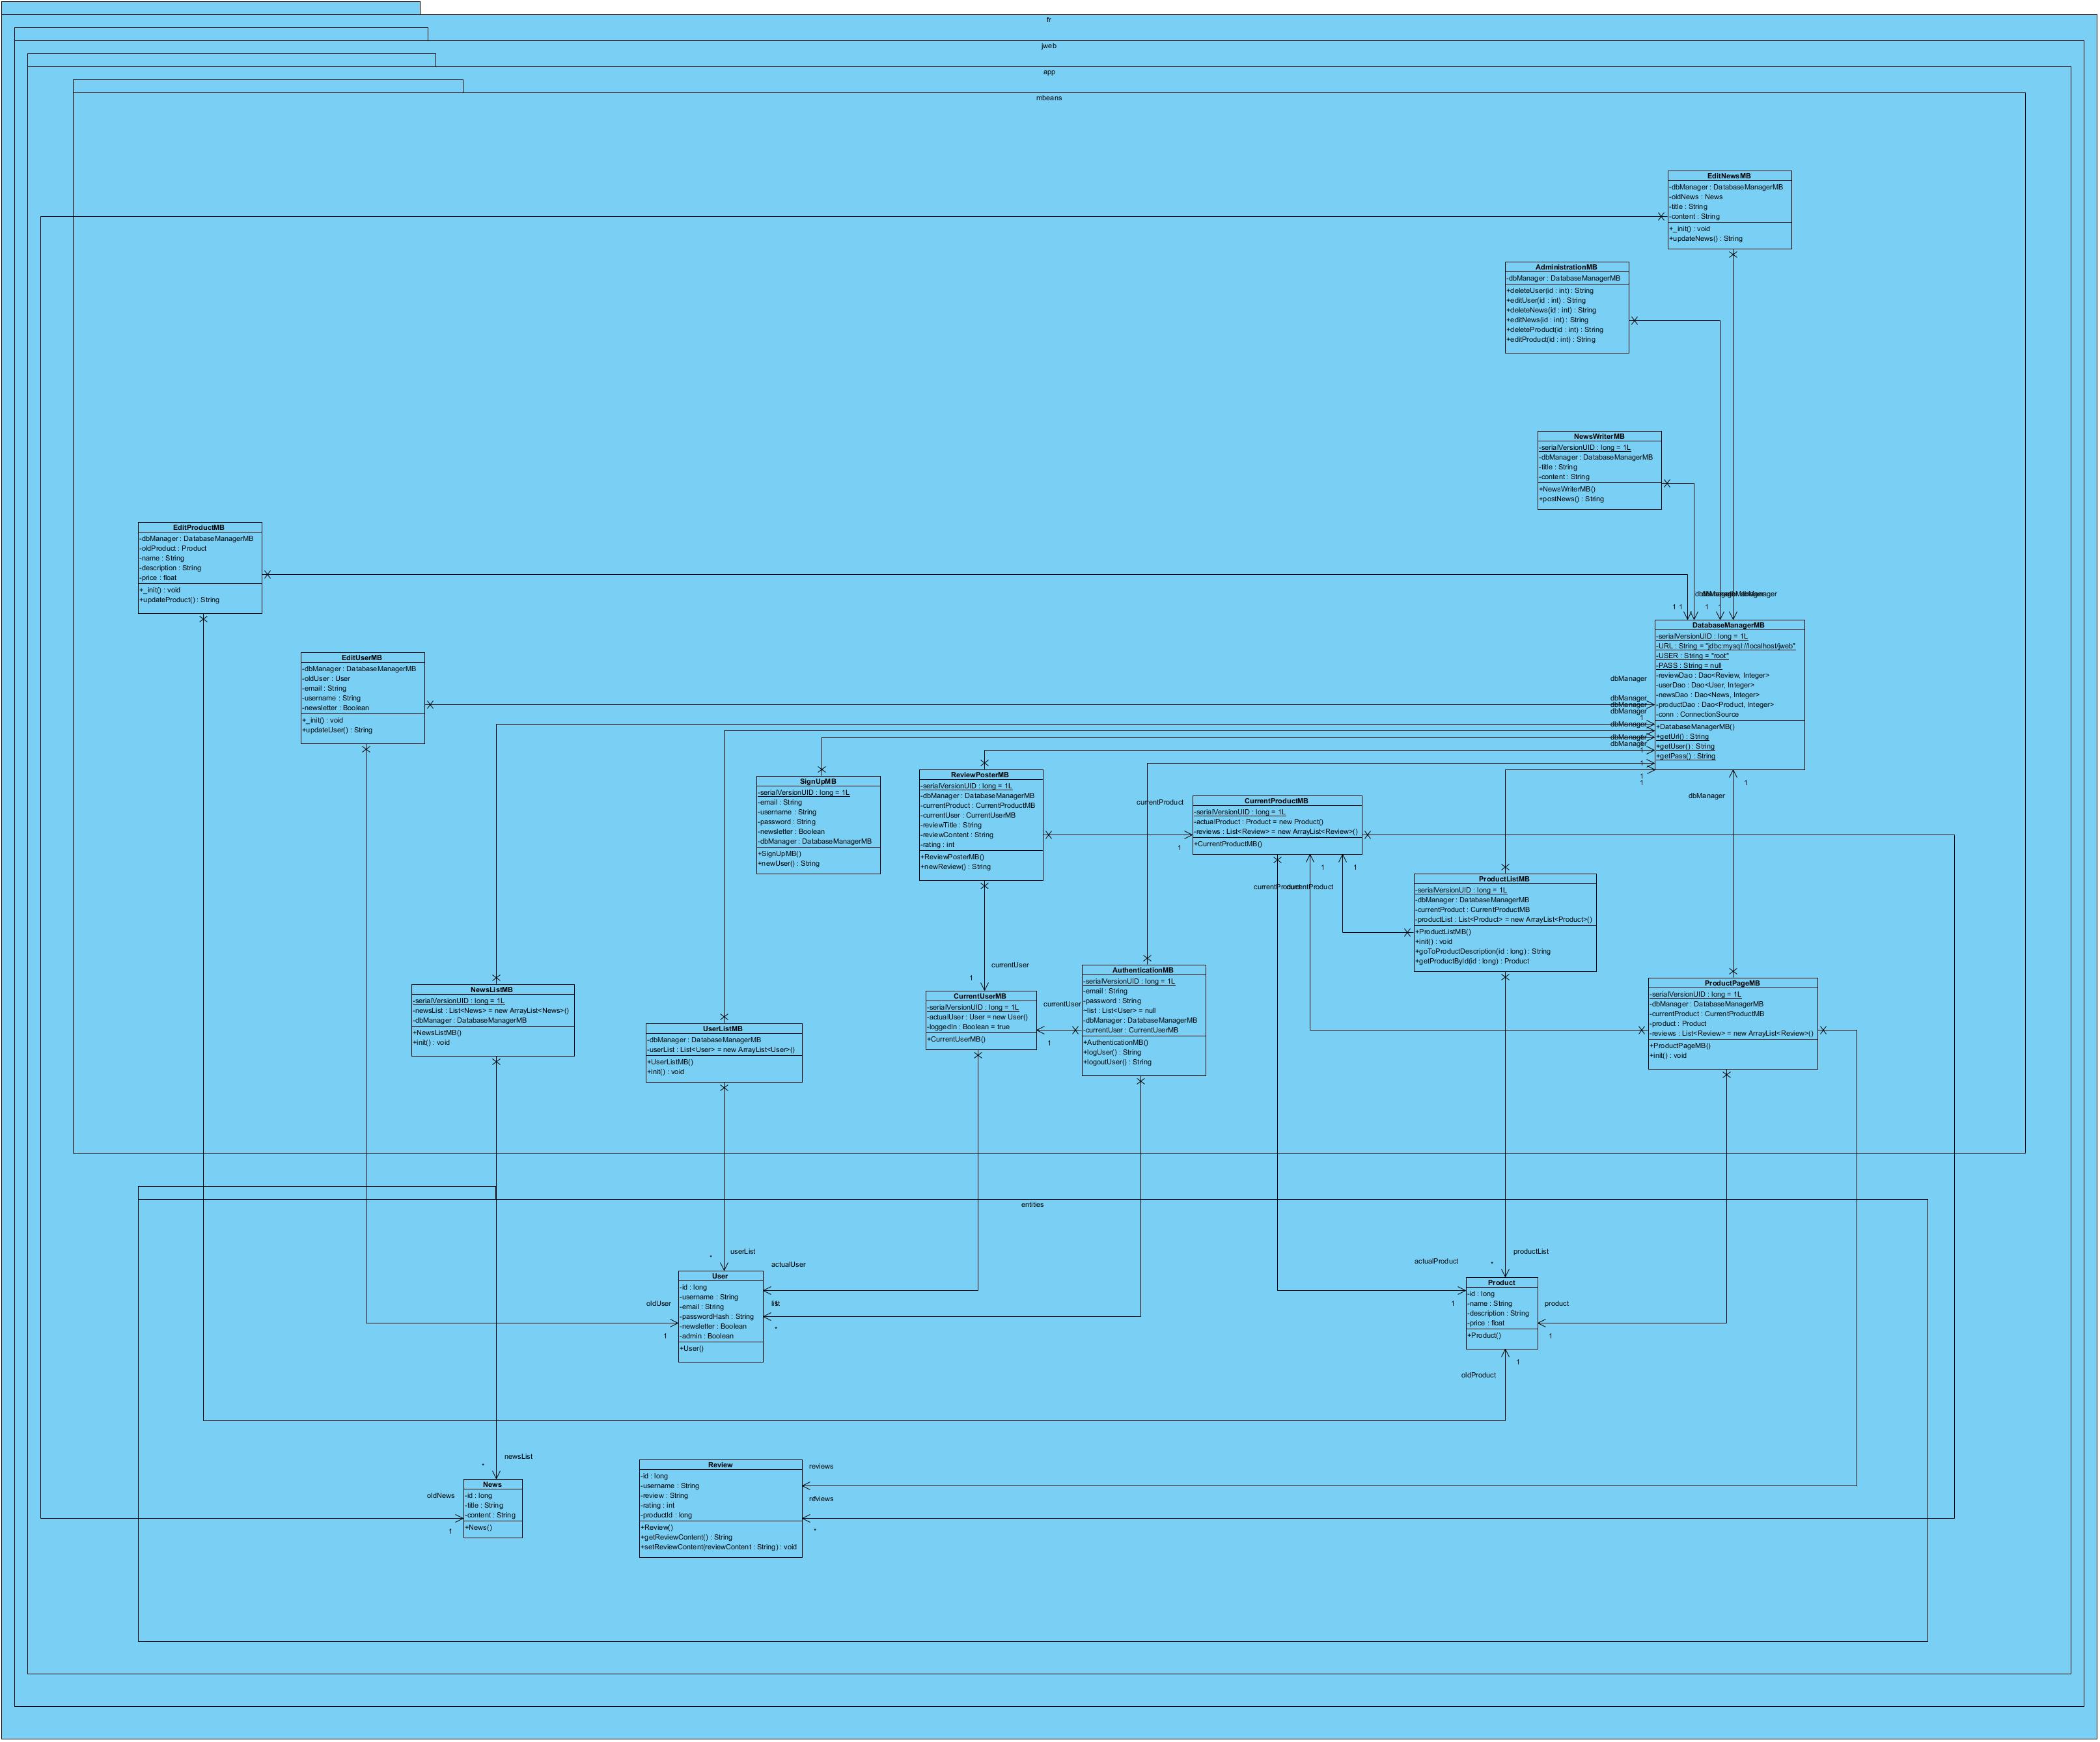 fr
jweb
app
mbeans
EditNewsMB
-dbManager : DatabaseManagerMB
-oldNews : News
-title : String
-content : String
+_init() : void
+updateNews() : String
AdministrationMB
-dbManager : DatabaseManagerMB
+deleteUser(id : int) : String
+editUser(id : int) : String
+deleteNews(id : int) : String
+editNews(id : int) : String
+deleteProduct(id : int) : String
+editProduct(id : int) : String
NewsWriterMB
-serialVersionUID : long = 1L
-dbManager : DatabaseManagerMB
-title : String
-content : String
+NewsWriterMB()
+postNews() : String
EditProductMB
-dbManager : DatabaseManagerMB
-oldProduct : Product
-name : String
-description : String
-price : float
+_init() : void
+updateProduct() : String
1 1 1
DatabaseManagerMB
-serialVersionUID : long = 1L
-URL : String = "jdbc:mysql://localhost/jweb"
-USER : String = "root"
-PASS : String = null
-reviewDao : Dao<Review, Integer>
-userDao : Dao<User, Integer>
-newsDao : Dao<News, Integer>
-productDao : Dao<Product, Integer>
-conn : ConnectionSource
+DatabaseManagerMB()
+getUrl() : String
+getUser() : String
+getPass() : String
EditUserMB
-dbManager : DatabaseManagerMB
-oldUser : User
-email : String
-username : String
-newsletter : Boolean
+_init() : void
+updateUser() : String
dbManager
dbManager
dbManager
dbManager
dbManager
dbManager
dbManager
1
1
1
1
dbManager
1
SignUpMB
-serialVersionUID : long = 1L
-email : String
-username : String
-password : String
-newsletter : Boolean
-dbManager : DatabaseManagerMB
+SignUpMB()
+newUser() : String
ReviewPosterMB
-serialVersionUID : long = 1L
-dbManager : DatabaseManagerMB
-currentProduct : CurrentProductMB
-currentUser : CurrentUserMB
-reviewTitle : String
-reviewContent : String
-rating : int
+ReviewPosterMB()
+newReview() : String
currentProduct
1
CurrentProductMB
-serialVersionUID : long = 1L
-actualProduct : Product = new Product()
-reviews : List<Review> = new ArrayList<Review>()
+CurrentProductMB()
1
1
currentProduct
currentProduct
ProductListMB
-serialVersionUID : long = 1L
-dbManager : DatabaseManagerMB
-currentProduct : CurrentProductMB
-productList : List<Product> = new ArrayList<Product>()
+ProductListMB()
+init() : void
+goToProductDescription(id : long) : String
+getProductById(id : long) : Product
NewsListMB
-serialVersionUID : long = 1L
-newsList : List<News> = new ArrayList<News>()
-dbManager : DatabaseManagerMB
+NewsListMB()
+init() : void
UserListMB
-dbManager : DatabaseManagerMB
-userList : List<User> = new ArrayList<User>()
+UserListMB()
+init() : void
currentUser
1
CurrentUserMB
-serialVersionUID : long = 1L
-actualUser : User = new User()
-loggedIn : Boolean = true
+CurrentUserMB()
currentUser
1
AuthenticationMB
-serialVersionUID : long = 1L
-email : String
-password : String
~list : List<User> = null
-dbManager : DatabaseManagerMB
-currentUser : CurrentUserMB
+AuthenticationMB()
+logUser() : String
+logoutUser() : String
ProductPageMB
-serialVersionUID : long = 1L
-dbManager : DatabaseManagerMB
-currentProduct : CurrentProductMB
-product : Product
-reviews : List<Review> = new ArrayList<Review>()
+ProductPageMB()
+init() : void
entities
userList
*
actualUser
User
-id : long
-username : String
-email : String
-passwordHash : String
-newsletter : Boolean
-admin : Boolean
+User()
oldUser
1
list
*
actualProduct
1
productList
*
Product
-id : long
-name : String
-description : String
-price : float
+Product()
product
1
1
oldProduct
newsList
*
oldNews
1
News
-id : long
-title : String
-content : String
+News()
Review
-id : long
-username : String
-review : String
-rating : int
-productId : long
+Review()
+getReviewContent() : String
+setReviewContent(reviewContent : String) : void
reviews
reviews
*